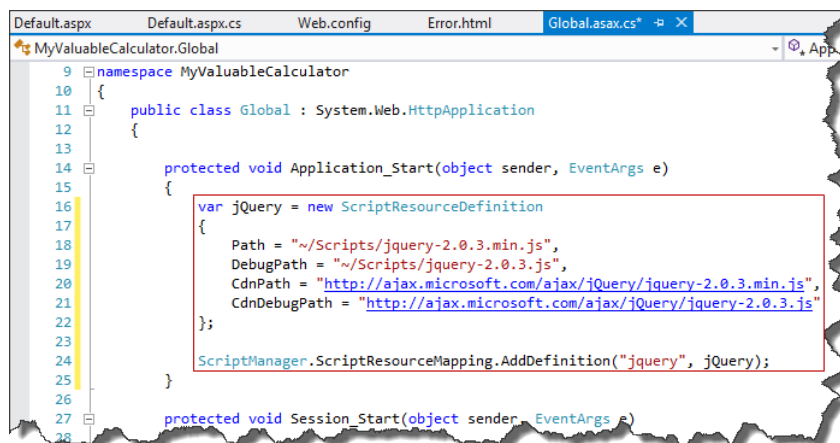 Default.aspx Default.aspx.cs Web.config Error.html Global.asax.cs*
MyValuableCalculator.Global App
9 namespace MyValuableCalculator
10 {
11 public class Global : System.Web.HttpApplication
12 {
13
14 protected void Application_Start(object sender, EventArgs e)
15 {
16 var jQuery = new ScriptResourceDefinition
17 {
18 Path = "~/Scripts/jquery-2.0.3.min.js",
19 DebugPath = "~/Scripts/jquery-2.0.3.js",
20 CdnPath = "http://ajax.microsoft.com/ajax/jQuery/jquery-2.0.3.min.js",
21 CdnDebugPath = "http://ajax.microsoft.com/ajax/jQuery/jquery-2.0.3.js"
22 };
23
24 ScriptManager.ScriptResourceMapping.AddDefinition("jquery", jQuery);
25 }
26
27 protected void Session_Start(object sender, EventArgs e)
28